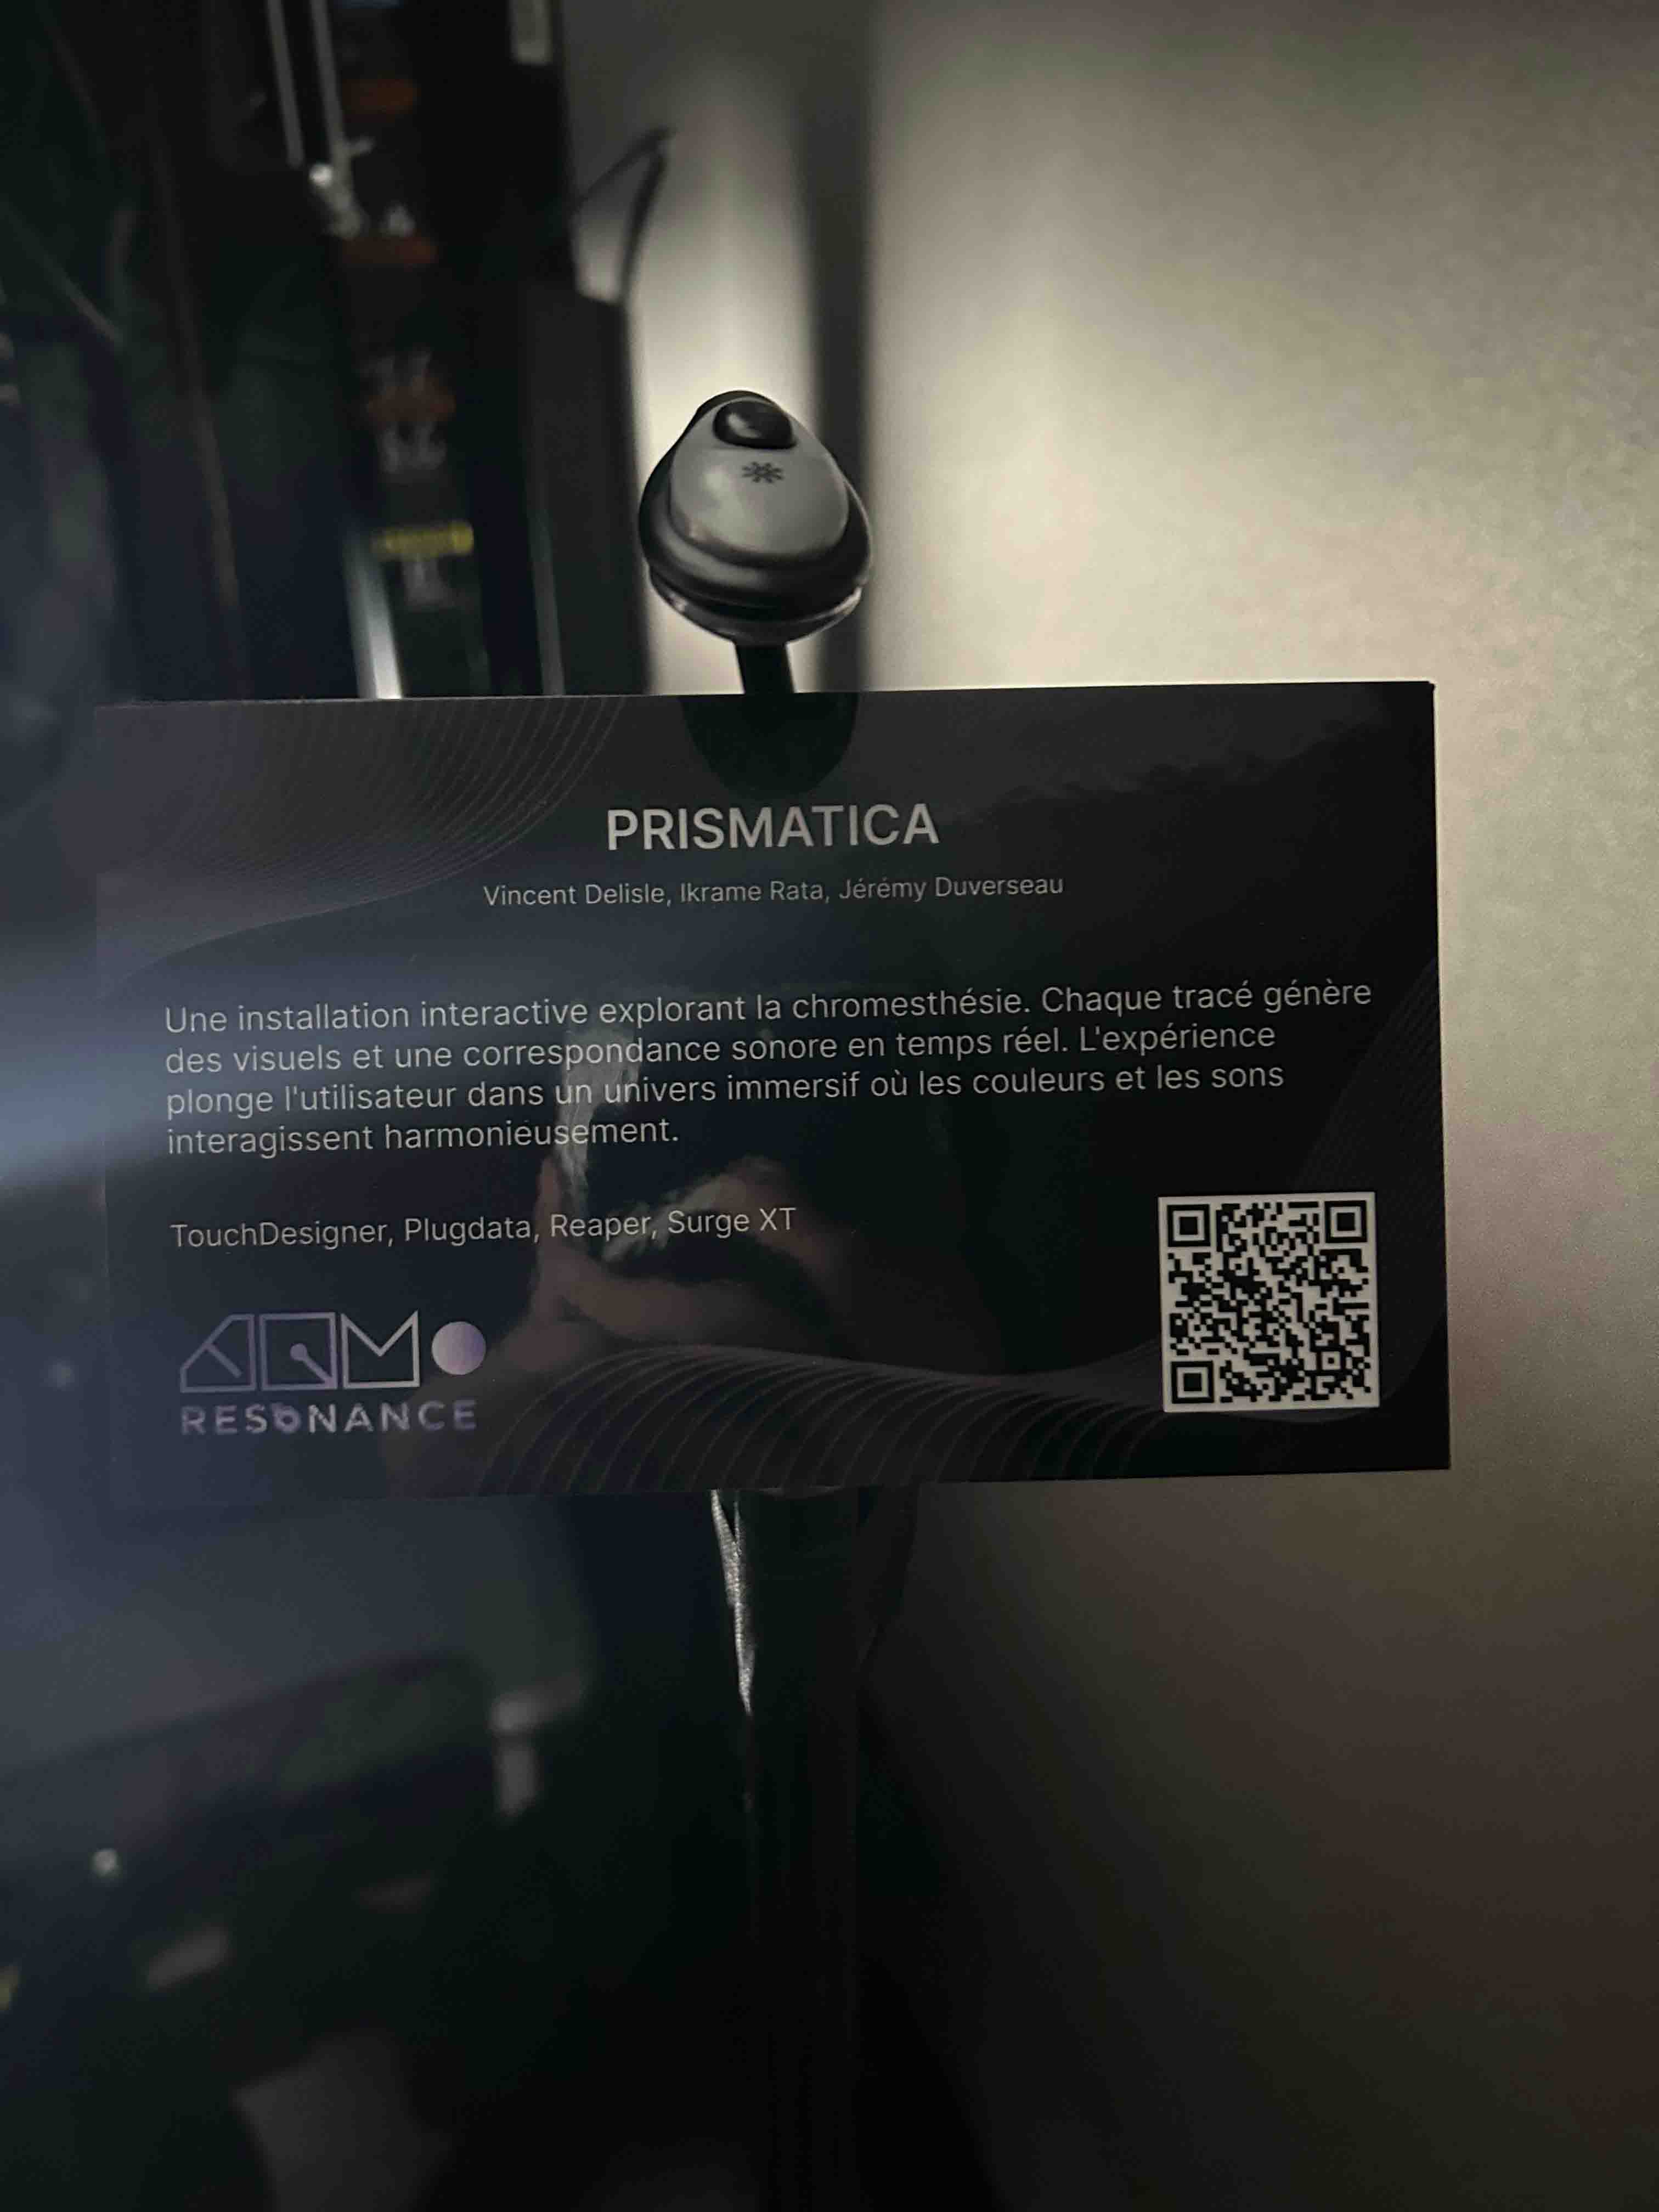 PRISMATICA
Vincent Delisle, Ikrame Rata, Jérémy Duverseau
Une installation interactive explorant la chromesthésie. Chaque tracé génère
des visuels et une correspondance sonore en temps réel. L'expérience
plonge l'utilisateur dans un univers immersif où les couleurs et les sons
interagissent harmonieusement.
TouchDesigner, Plugdata, Reaper, Surge XT
AQM
RESONANCE